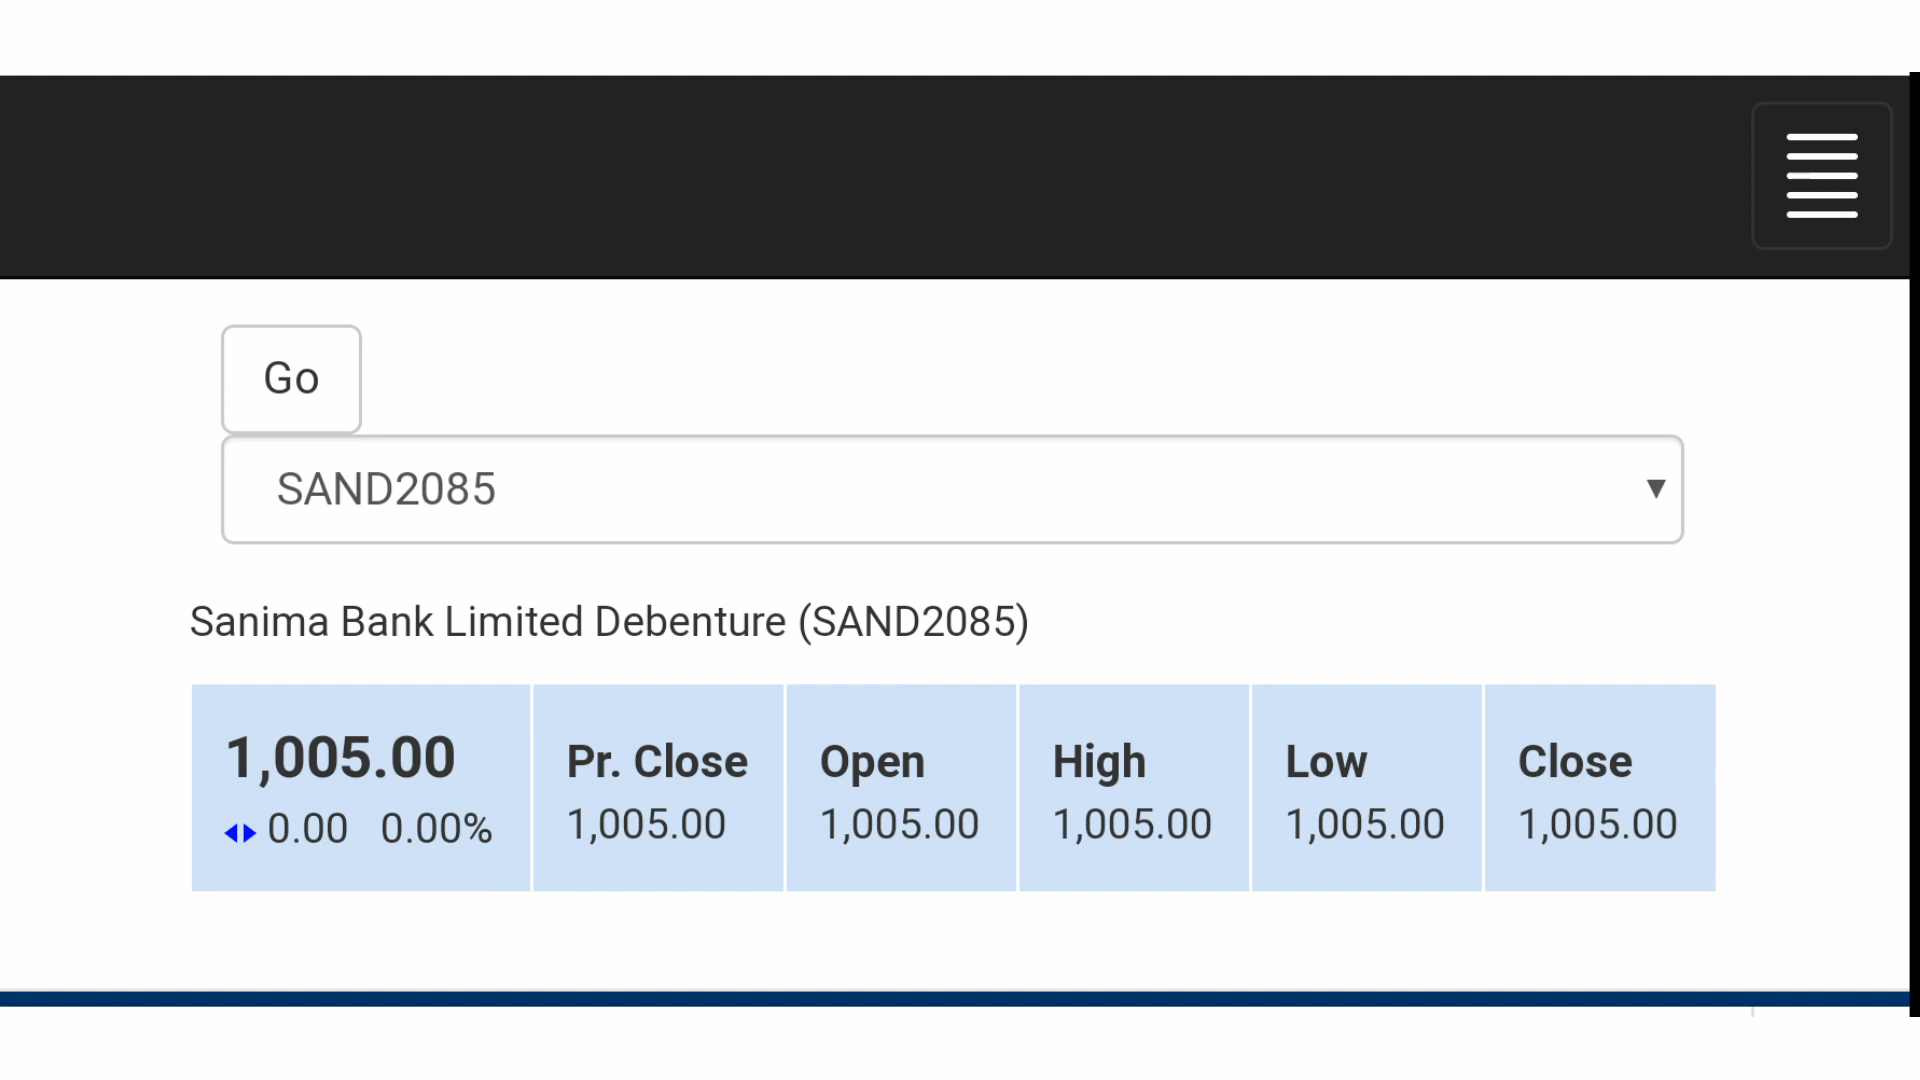 Go
SAND2085
Sanima Bank Limited Debenture (SAND2085)
1,005.00 Pr. Close Open High Low Close
0.00 0.00% 1,005.00 1,005.00 1,005.00 1,005.00 1,005.00